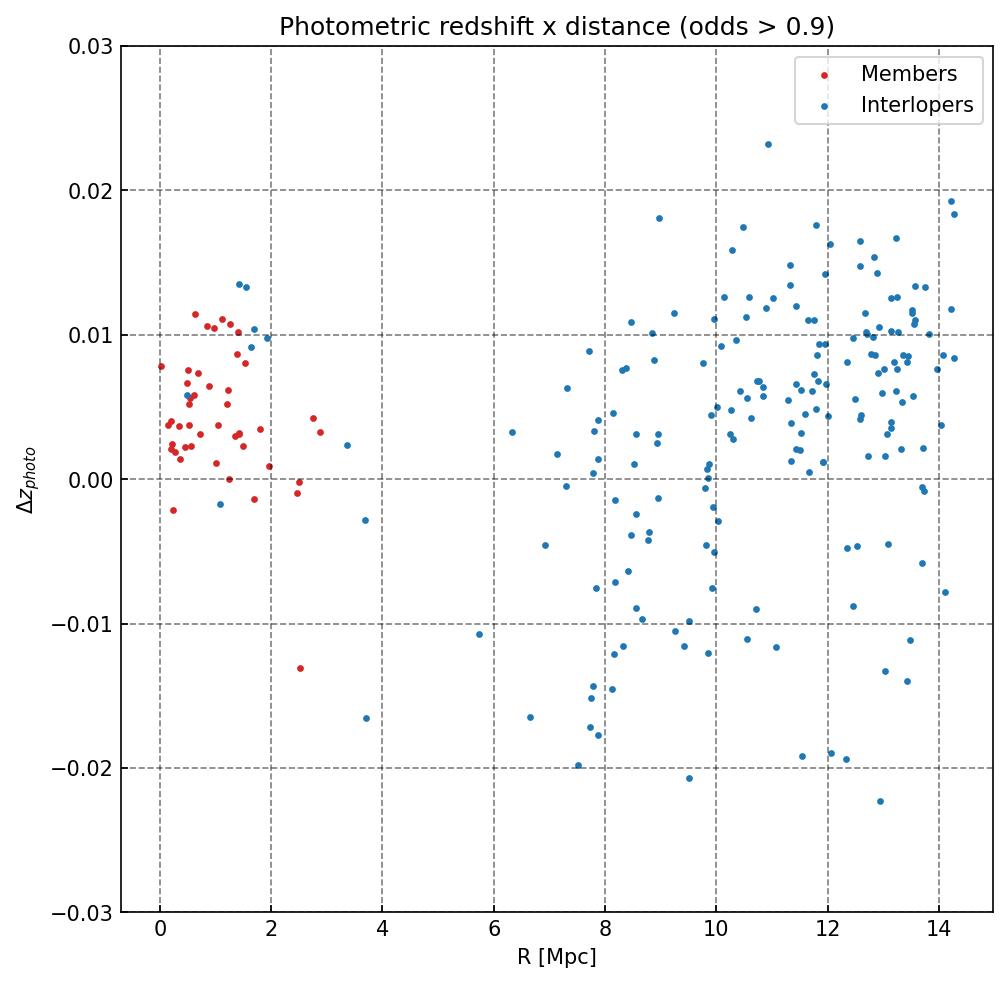 Photometric redshift x distance (odds > 0.9)
Members
Interlopers
0.03
0.02
0.01
0.00
−0.01
−0.02
−0.03
Δz_photo
0 2 4 6 8 10 12 14
R [Mpc]